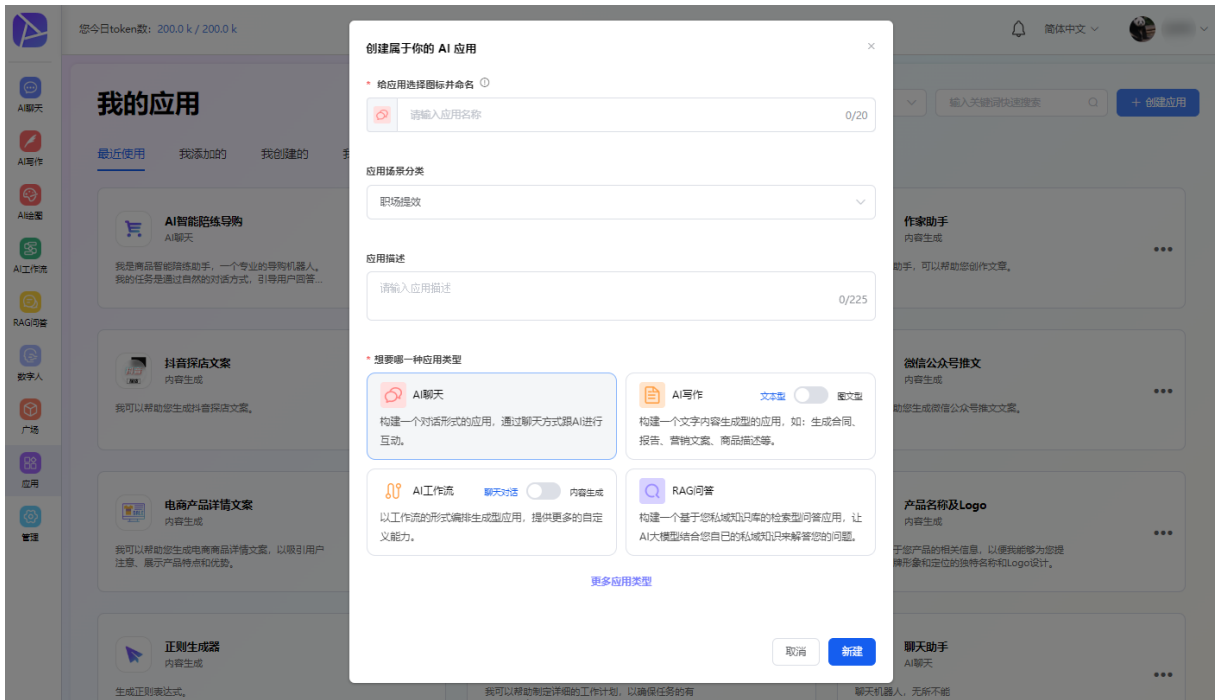 您今日token数: 200.0 k / 200.0 k
简体中文
AI聊天
AI写作
AI绘图
AI工作流
RAG问答
数字人
广场
应用
管理
我的应用
输入关键词快速搜索
+ 创建应用
最近使用
我添加的
我创建的
AI智能陪练导购
AI聊天
我是商品智能陪练助手，一个专业的导购机器人。
我的任务是通过自然的对话方式，引导用户回答...
抖音探店文案
内容生成
我可以帮助您生成抖音探店文案。
电商产品详情文案
内容生成
我可以帮助您生成电商商品详情文案，以吸引用户
注意、展示产品特点和优势。
正则生成器
内容生成
生成正则表达式。
创建属于你的 AI 应用
* 给应用选择图标并命名
请输入应用名称
0/20
应用场景分类
职场提效
应用描述
请输入应用描述
0/225
* 想要哪一种应用类型
AI聊天
构建一个对话形式的应用，通过聊天方式跟AI进行
互动。
AI写作
文本型
图文型
构建一个文字内容生成型的应用，如：生成合同、
报告、营销文案、商品描述等。
AI工作流
聊天对话
内容生成
以工作流的形式编排生成型应用，提供更多的自定
义能力。
RAG问答
构建一个基于您私域知识库的检索型问答应用，让
AI大模型结合您自已的私域知识来解答您的问题。
更多应用类型
取消
新建
我可以帮助制定详细的工作计划，以确保任务的有
作家助手
内容生成
助手，可以帮助您创作文章。
微信公众号推文
内容生成
助您生成微信公众号推文文案。
产品名称及Logo
内容生成
于您产品的相关信息，以便我能够为您提
牌形象和定位的独特名称和Logo设计。
聊天助手
AI聊天
聊天机器人，无所不能